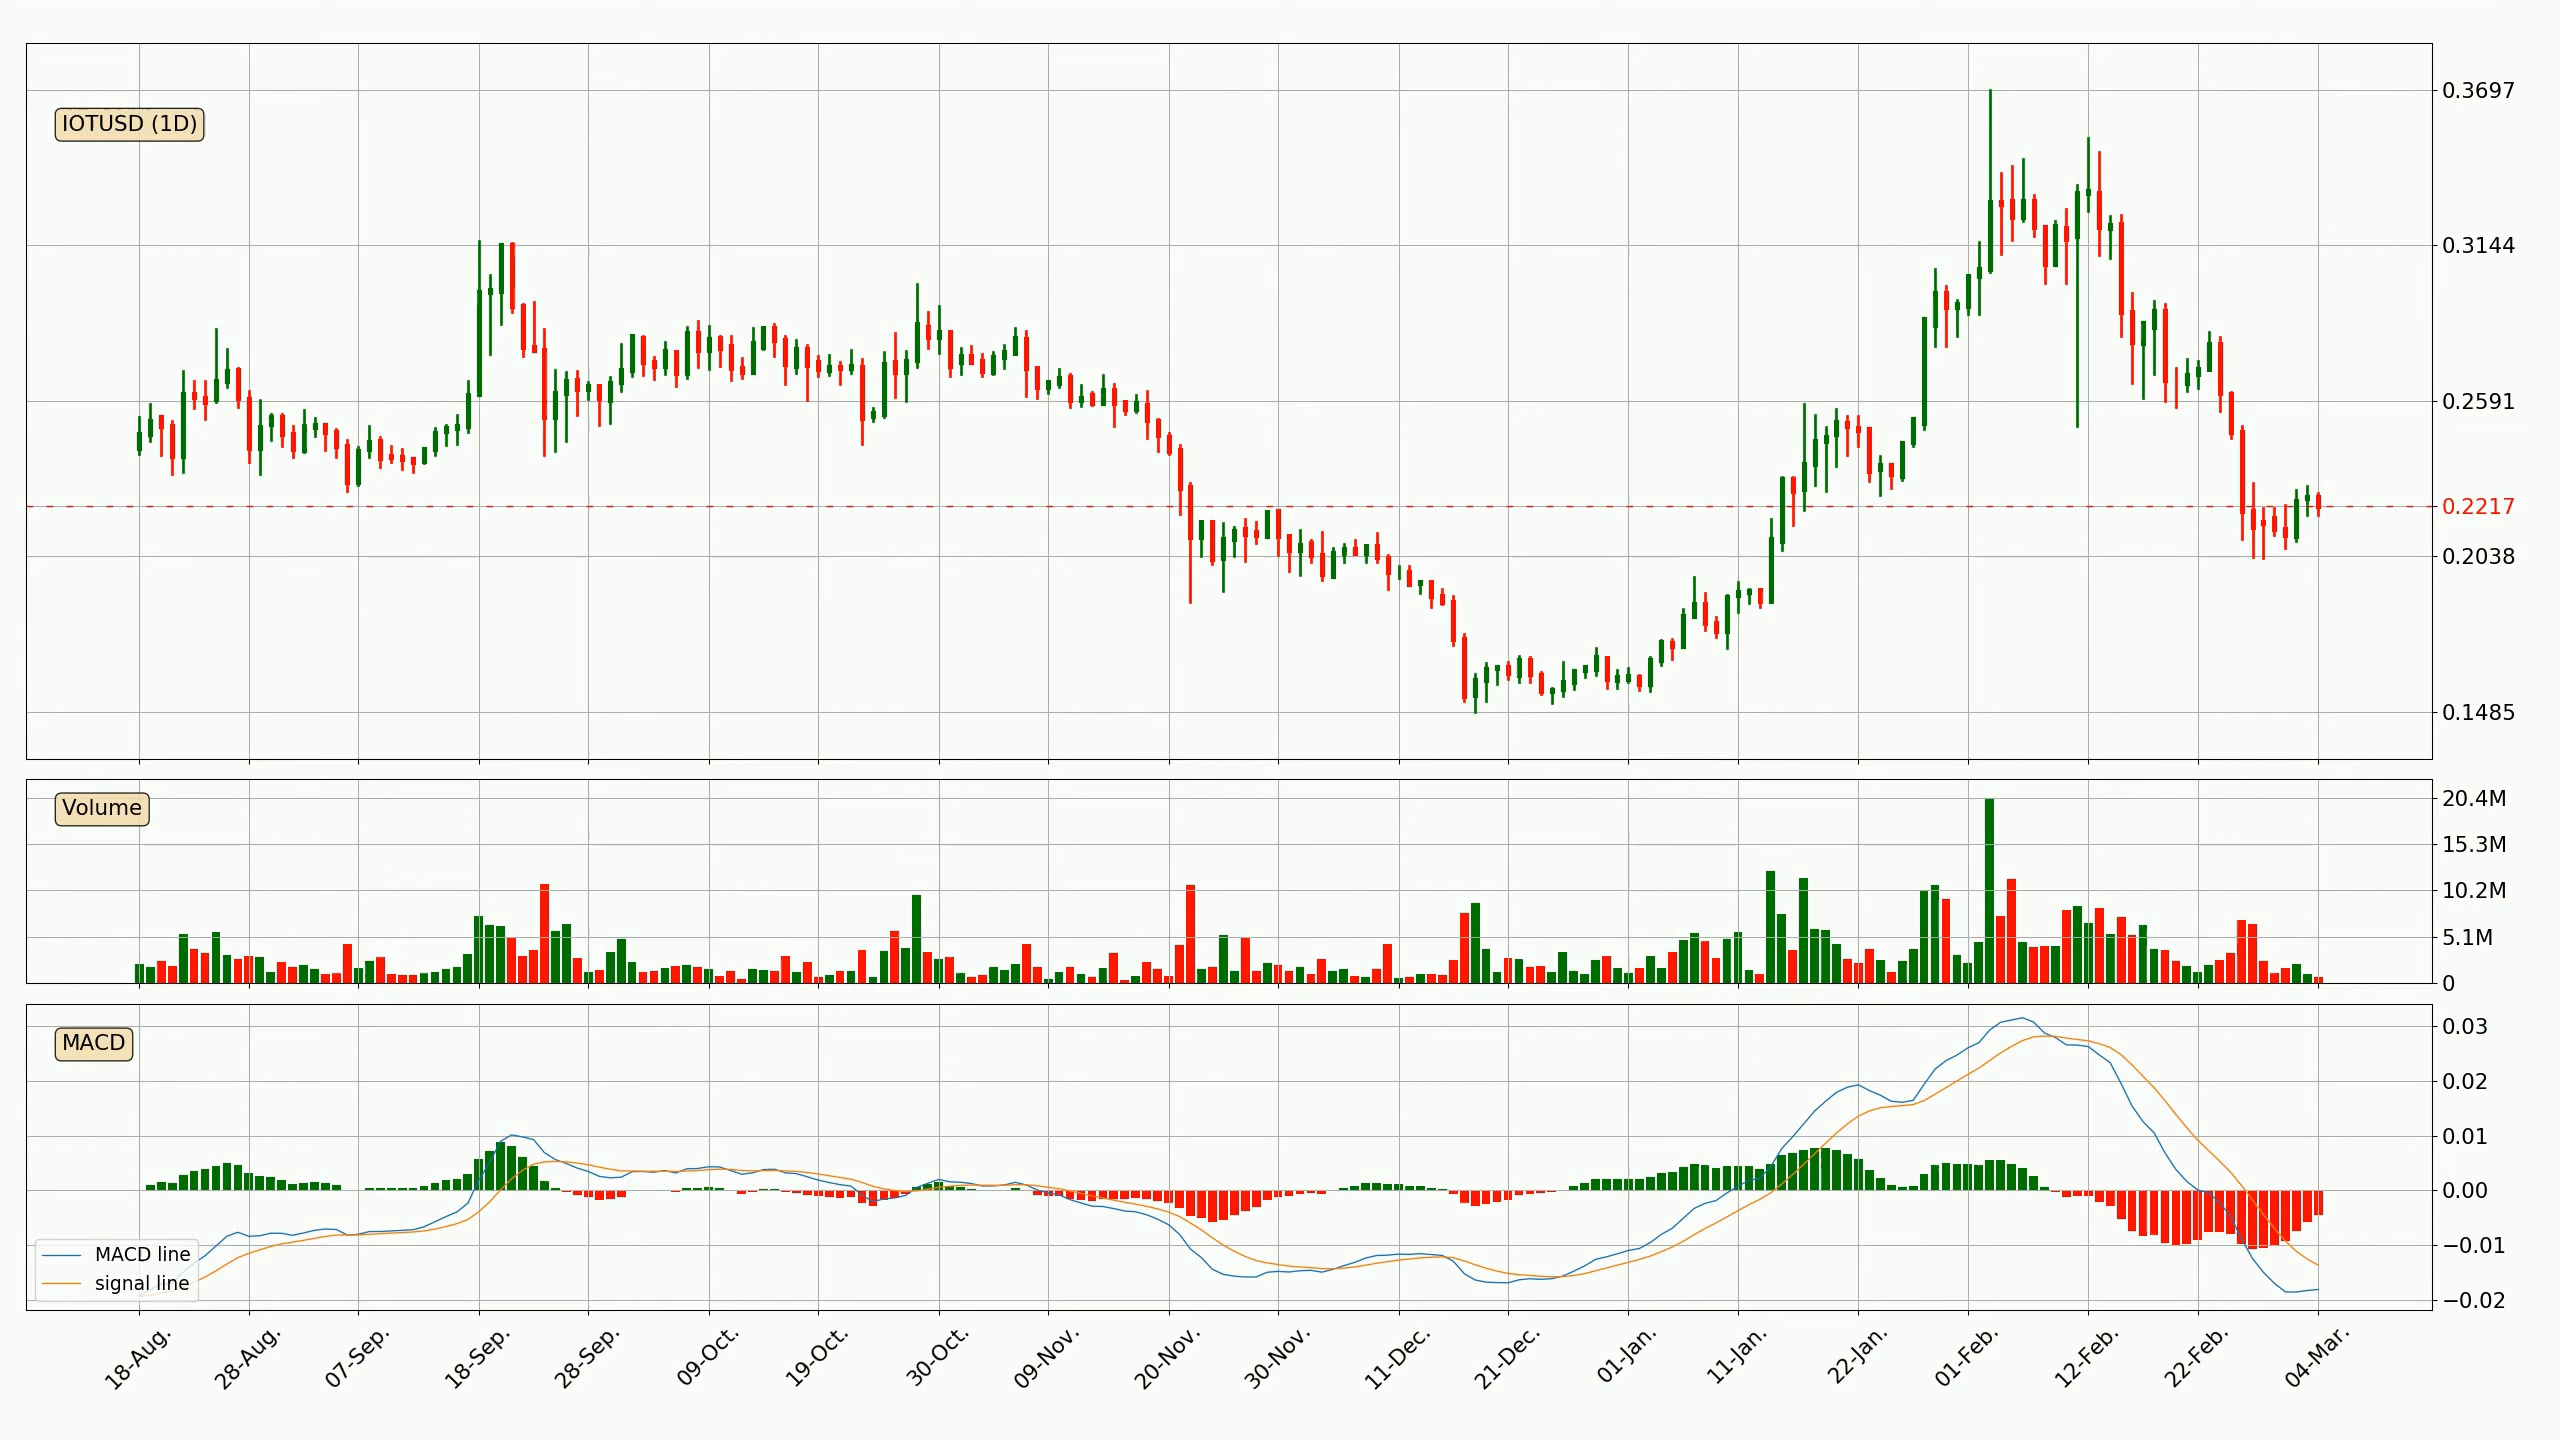 IOTUSD (1D)
0.3697
0.3144
0.2591
0.2217
0.2038
0.1485
Volume
20.4M
15.3M
10.2M
5.1M
0
MACD
0.03
0.02
0.01
0.00
−0.01
−0.02
MACD line
signal line
18-Aug.
28-Aug.
07-Sep.
18-Sep.
28-Sep.
09-Oct.
19-Oct.
30-Oct.
09-Nov.
20-Nov.
30-Nov.
11-Dec.
21-Dec.
01-Jan.
11-Jan.
22-Jan.
01-Feb.
12-Feb.
22-Feb.
04-Mar.